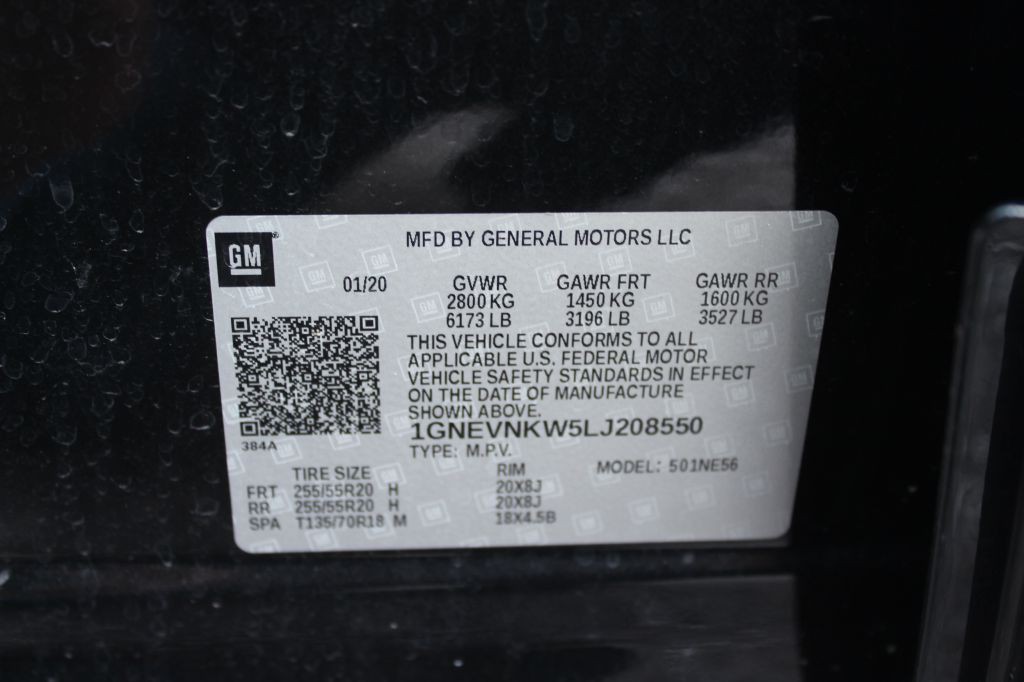 GM
MFD BY GENERAL MOTORS LLC
01/20 GVWR GAWR FRT GAWR RR
2800 KG 1450 KG 1600 KG
6173 LB 3196 LB 3527 LB
THIS VEHICLE CONFORMS TO ALL
APPLICABLE U.S. FEDERAL MOTOR
VEHICLE SAFETY STANDARDS IN EFFECT
ON THE DATE OF MANUFACTURE
SHOWN ABOVE.
1GNEVNKW5LJ208550
384A
TYPE: M.P.V.
TIRE SIZE RIM MODEL: 501NE56
FRT 255/55R20 H 20X8J
RR 255/55R20 H 20X8J
SPA T135/70R18 M 18X4.5B